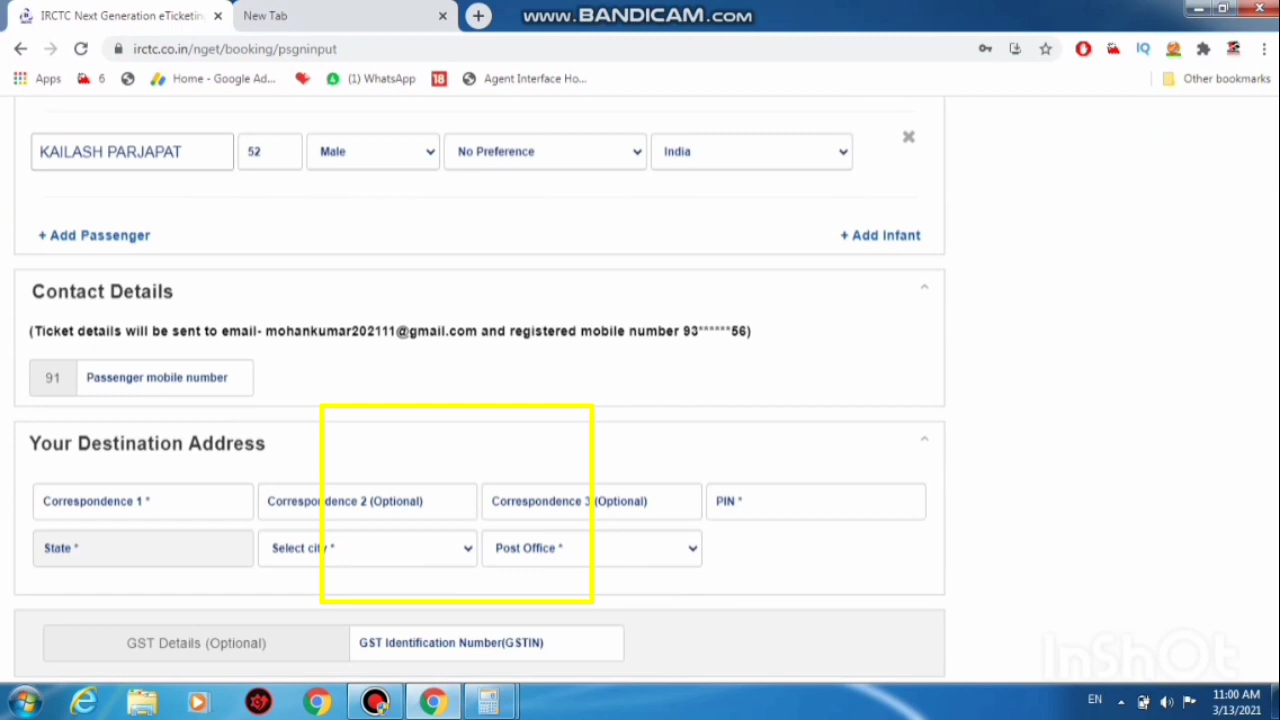 IRCTC Next Generation eTicketing
New Tab
www.BANDICAM.com
irctc.co.in/nget/booking/psgninput
IQ
Apps
6
Home - Google Ad...
(1) WhatsApp
18
Agent Interface Ho...
Other bookmarks
KAILASH PARJAPAT 52 Male No Preference India
+ Add Passenger
+ Add Infant
Contact Details
(Ticket details will be sent to email- mohankumar202111@gmail.com and registered mobile number 93******56)
91 Passenger mobile number
Your Destination Address
Correspondence 1 * Correspondence 2 (Optional) Correspondence 3 (Optional) PIN *
State * Select city * Post Office *
GST Details (Optional) GST Identification Number(GSTIN)
InShOt
EN
11:00 AM
3/13/2021